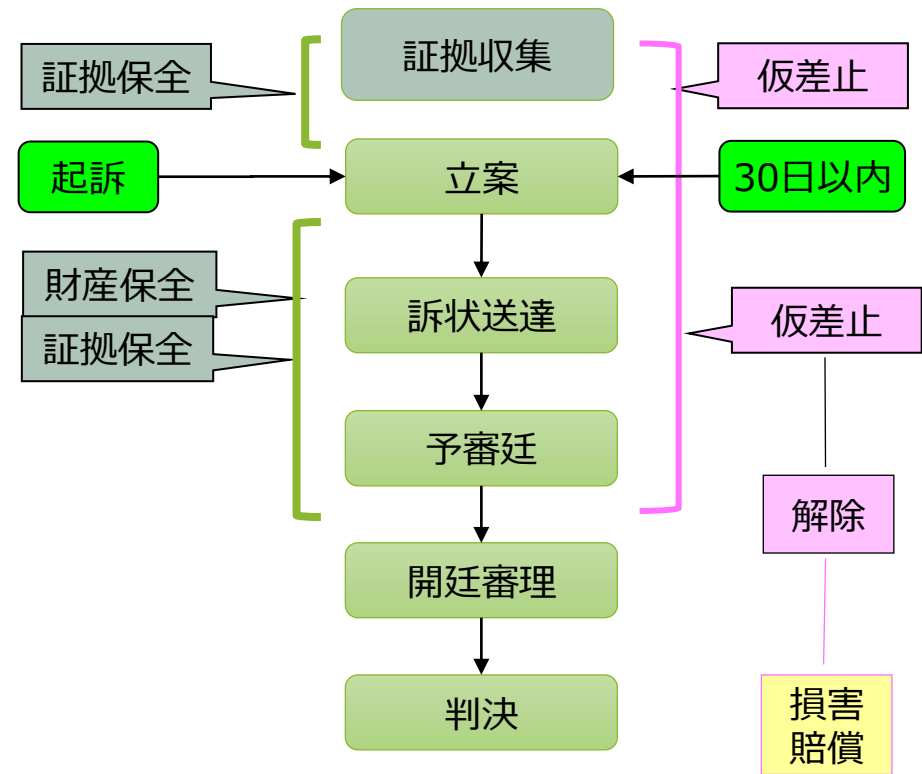 証拠収集
証拠保全
仮差止
起訴
立案
30日以内
財産保全
証拠保全
訴状送達
仮差止
予審廷
解除
開廷審理
判決
損害
賠償